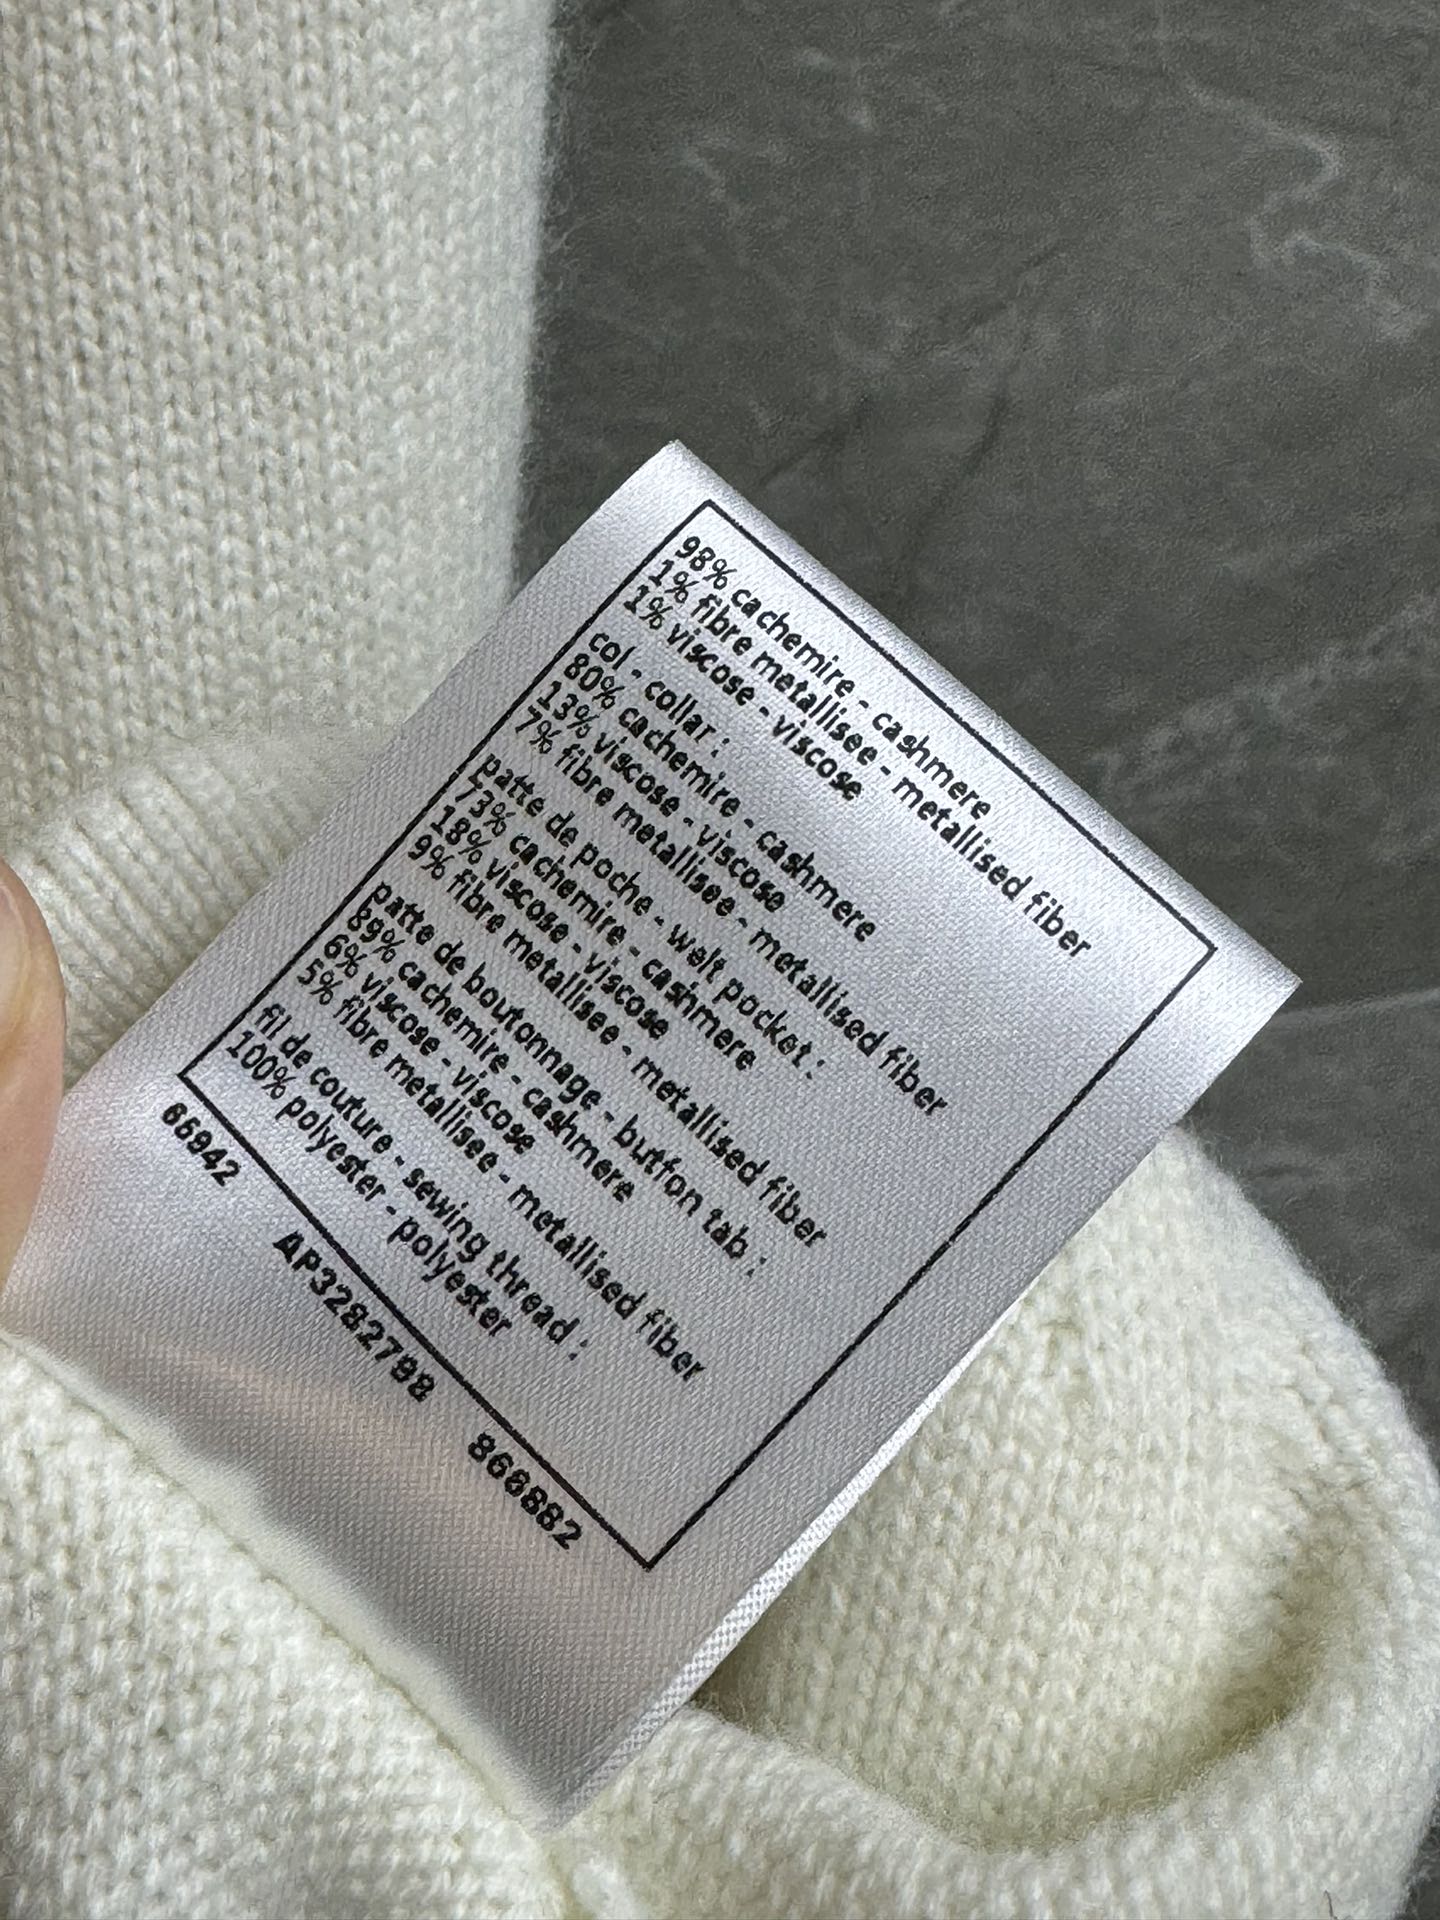 98% cachemire - cashmere
1% fibre metallisee - metallised fiber
1% viscose - viscose
col - collar :
80% cachemire - cashmere
13% viscose - viscose
7% fibre metallisee - metallised fiber
patte de poche - welt pocket :
73% cachemire - cashmere
18% viscose - viscose
9% fibre metallisee - metallised fiber
patte de boutonnage - button tab :
89% cachemire - cashmere
6% viscose - viscose
5% fibre metallisee - metallised fiber
fil de couture - sewing thread :
100% polyester - polyester
66942 AP3282798 868882